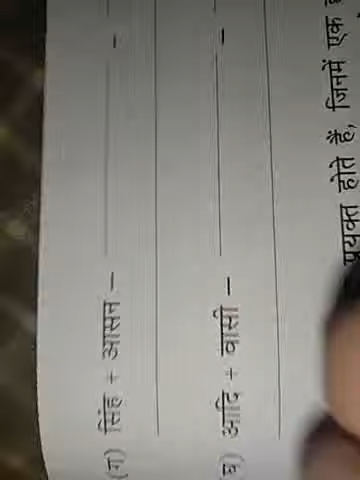 (ग) सिंह + आसन – –
(घ) आदि + वासी – –
प्रयुक्त होते हैं, जिनमें एक